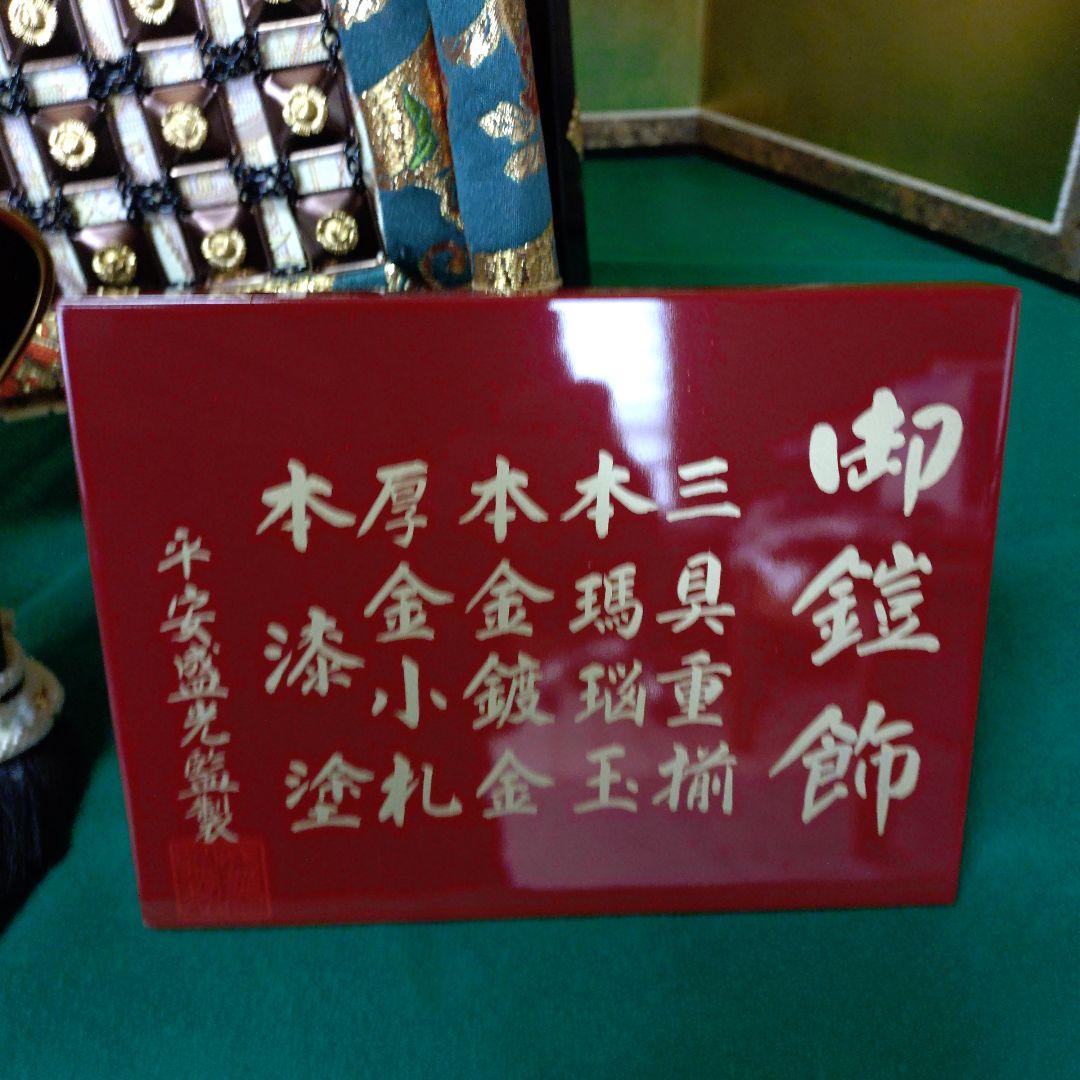 御鎧飾
三具重揃
本瑪瑙玉
本金鍍金
厚金小札
本漆塗
平安盛光監製